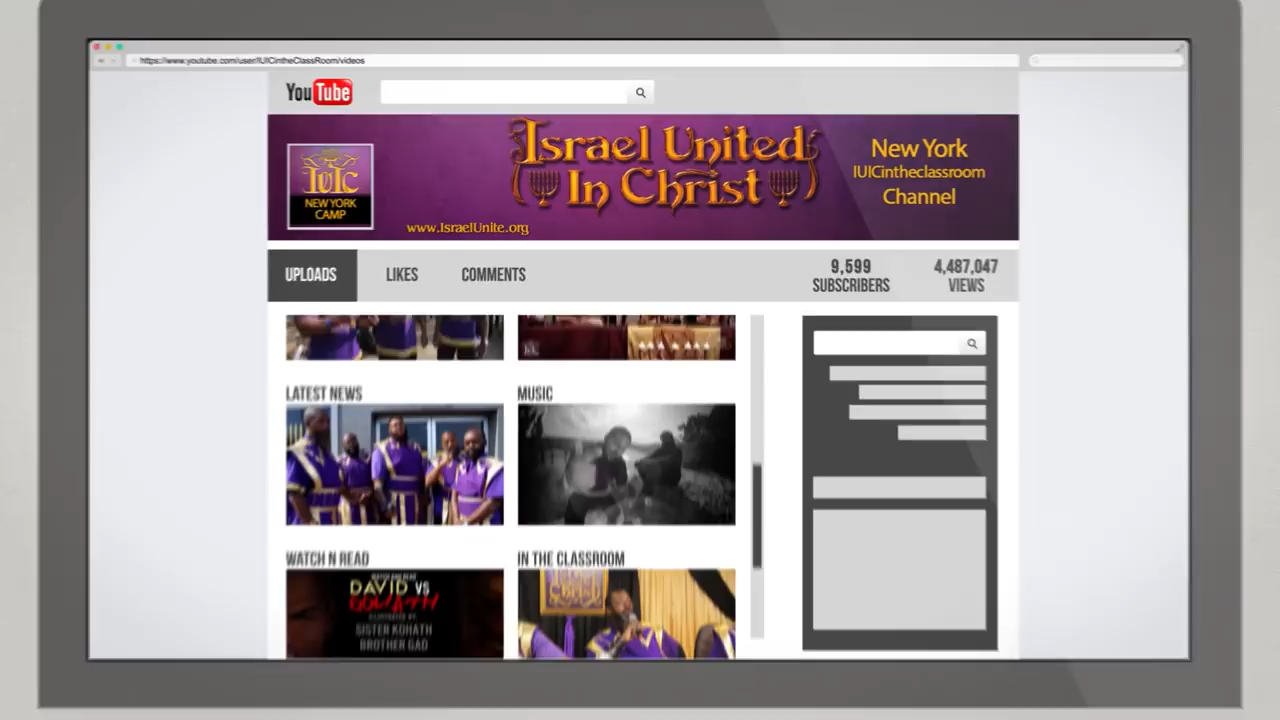 https://www.youtube.com/user/IUICintheClassRoom/videos
YouTube
Israel United
In Christ
New York
IUICintheclassroom
Channel
IUIC
NEW YORK
CAMP
www.IsraelUnite.org
UPLOADS
LIKES
COMMENTS
9,599
SUBSCRIBERS
4,487,047
VIEWS
LATEST NEWS
MUSIC
WATCH N READ
IN THE CLASSROOM
DAVID VS
GOLIATH
ILLUSTRATED BY:
SISTER KOHATH
BROTHER GAD